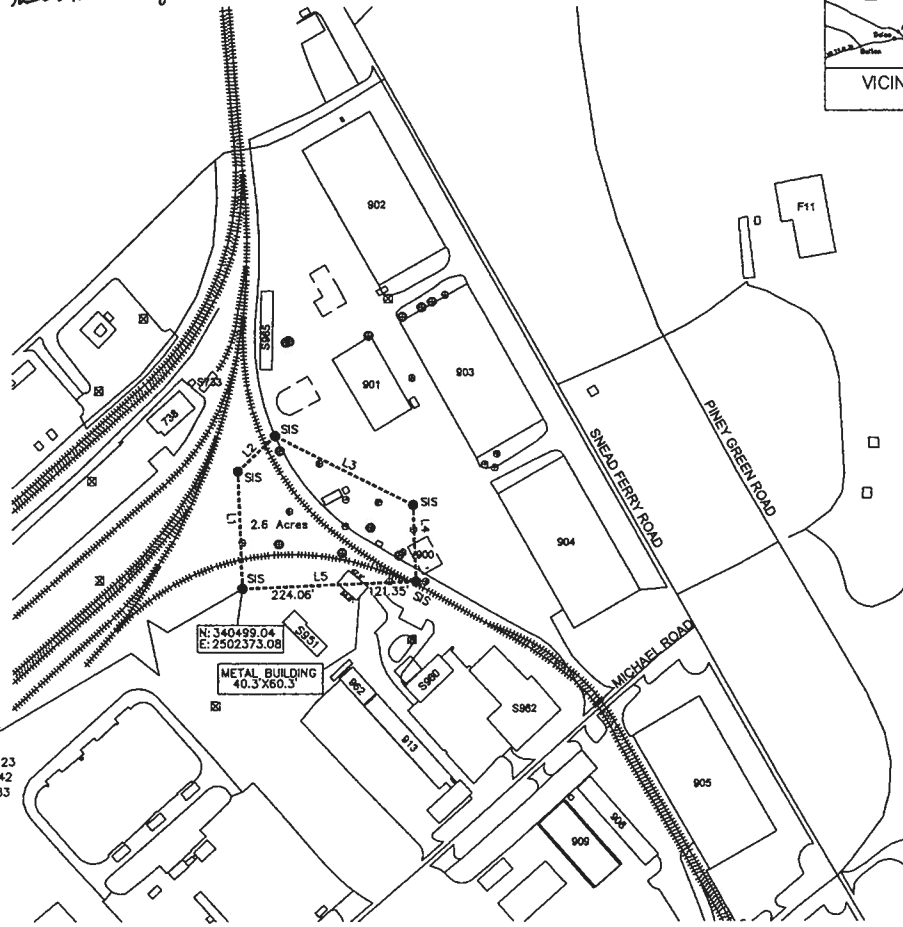 VICIN
902
F11
S965
901
903
S733
738
SIS
L2
L3
SIS
SIS
L1
2.6 Acres
L4
900
904
SNEAD FERRY ROAD
PINEY GREEN ROAD
SIS
L5
224.06'
121.35'
SIS
N: 340499.04
E: 2502373.08
S951
METAL BUILDING
40.3'X60.3'
MICHAEL ROAD
962
S960
S962
913
905
908
909
23
42
33